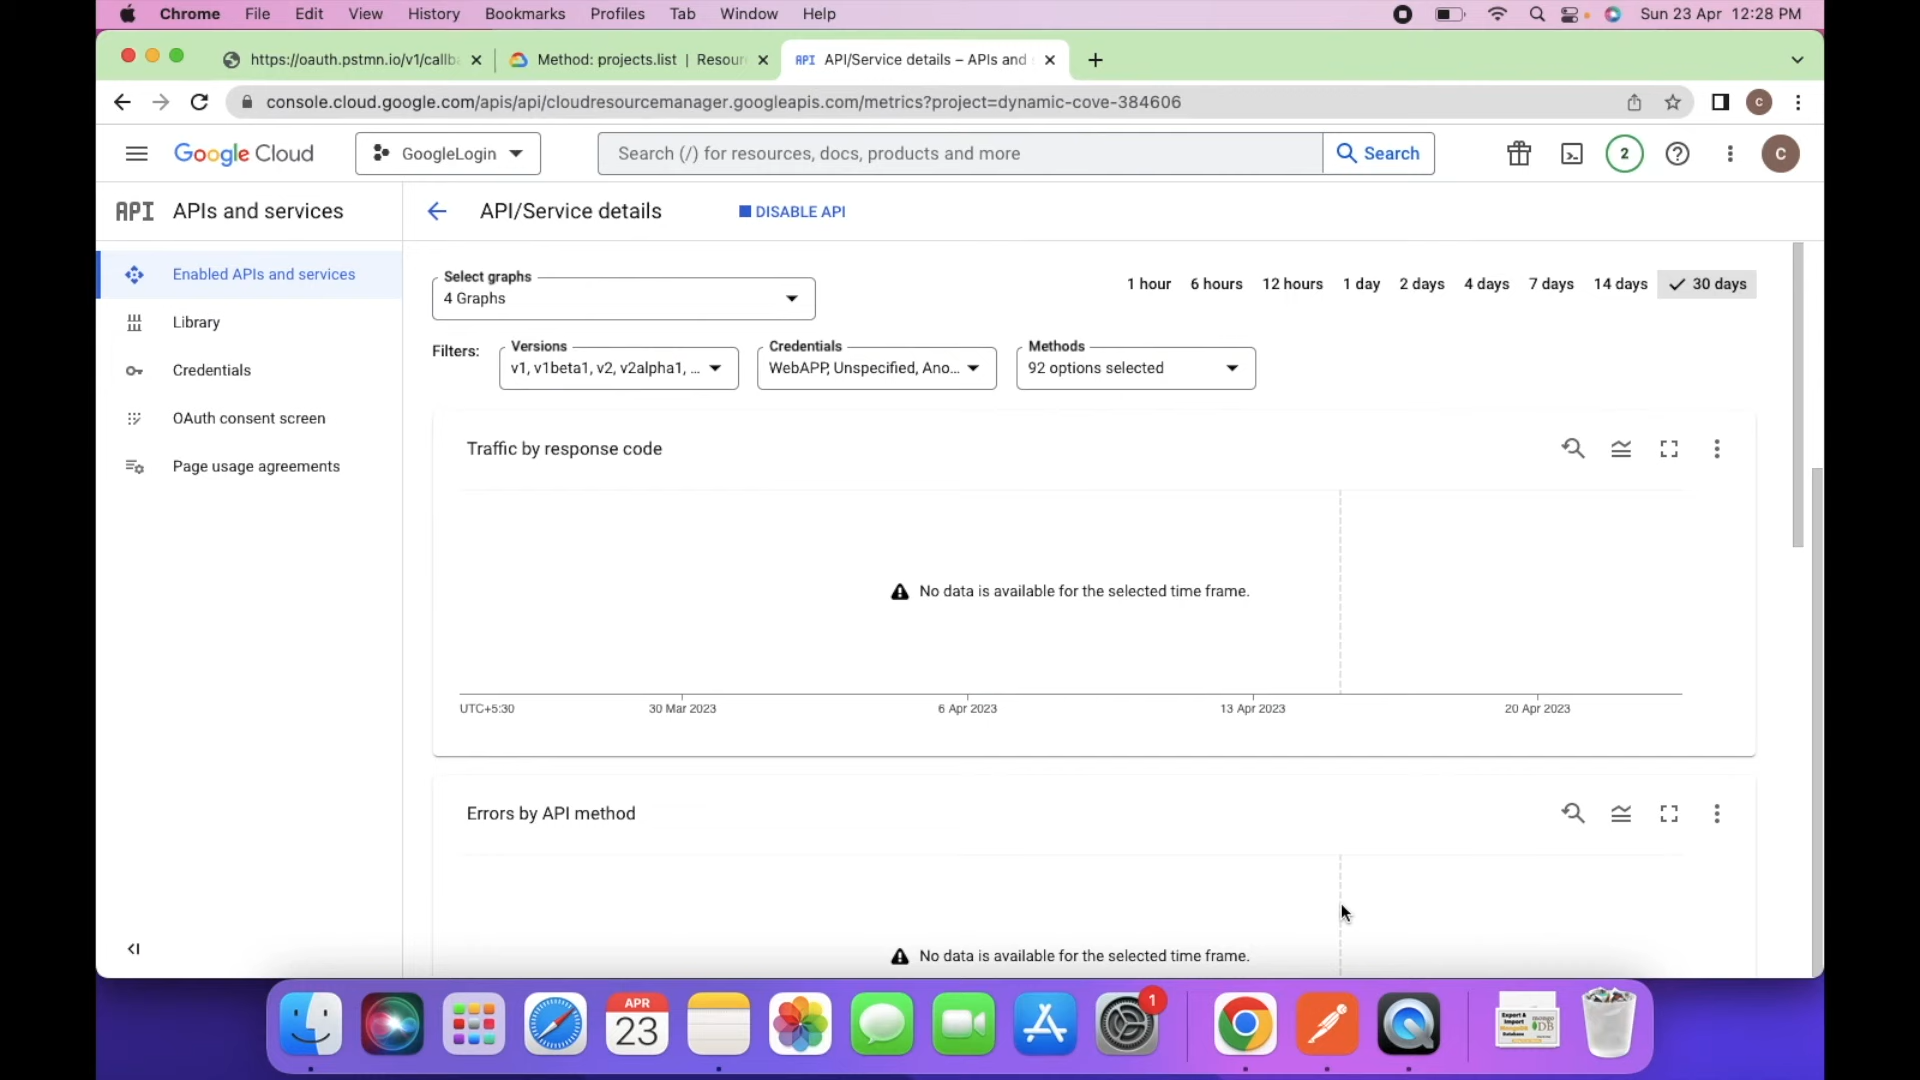 Chrome File Edit View History Bookmarks Profiles Tab Window Help Sun 23 Apr 12:28 PM
https://oauth.pstmn.io/v1/callb Method: projects.list | Resour API API/Service details – APIs and
console.cloud.google.com/apis/api/cloudresourcemanager.googleapis.com/metrics?project=dynamic-cove-384606 C
Google Cloud GoogleLogin Search (/) for resources, docs, products and more Search 2 C
API APIs and services API/Service details DISABLE API
Enabled APIs and services
Library
Credentials
OAuth consent screen
Page usage agreements
Select graphs
4 Graphs
1 hour 6 hours 12 hours 1 day 2 days 4 days 7 days 14 days 30 days
Filters:
Versions
v1, v1beta1, v2, v2alpha1, ...
Credentials
WebAPP, Unspecified, Ano...
Methods
92 options selected
Traffic by response code
No data is available for the selected time frame.
UTC+5:30 30 Mar 2023 6 Apr 2023 13 Apr 2023 20 Apr 2023
Errors by API method
No data is available for the selected time frame.
APR
23
1
Export &
Import
MongoDB
Database
mongo
DB